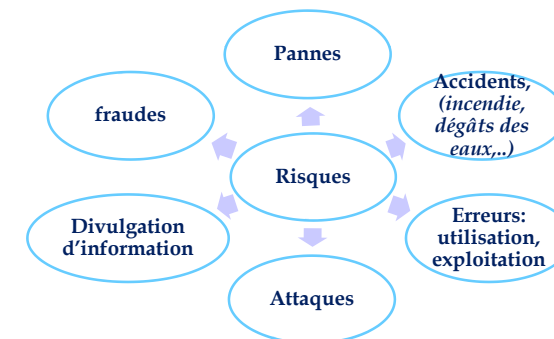 Pannes
fraudes
Accidents,
(incendie,
dégâts des
eaux,..)
Risques
Divulgation
d’information
Erreurs:
utilisation,
exploitation
Attaques